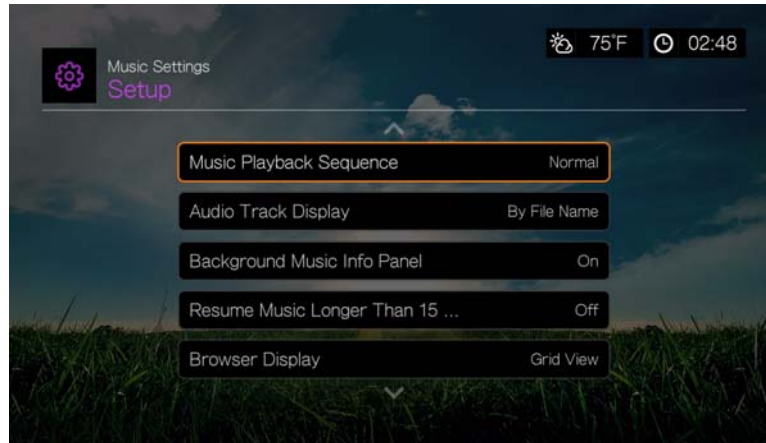 75°F 02:48
Music Settings
Setup
Music Playback Sequence Normal
Audio Track Display By File Name
Background Music Info Panel On
Resume Music Longer Than 15 ... Off
Browser Display Grid View